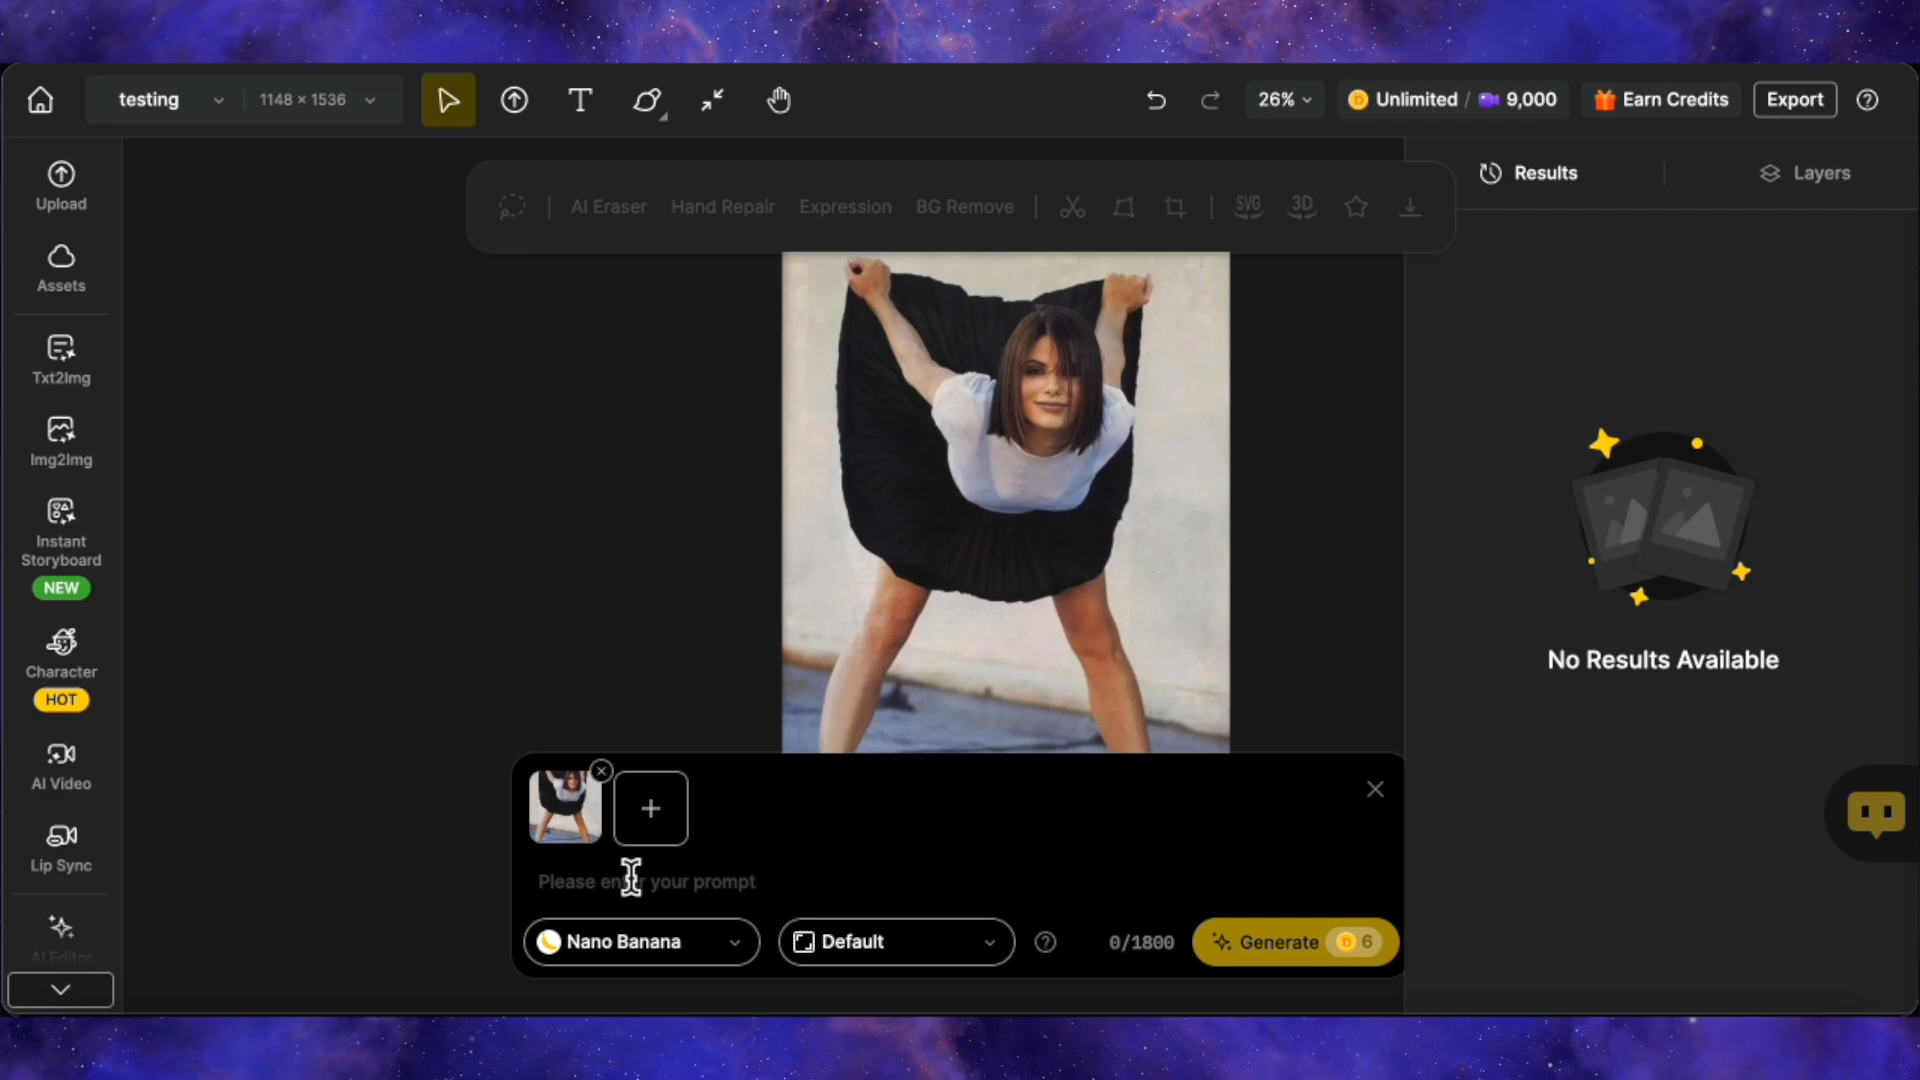 testing
1148 × 1536
T
26%
Unlimited / 9,000
Earn Credits
Export
Upload
Assets
Txt2Img
Img2Img
Instant
Storyboard
NEW
Character
HOT
AI Video
Lip Sync
AI Editor
AI Eraser
Hand Repair
Expression
BG Remove
SVG
3D
Results
Layers
No Results Available
Please enter your prompt
Nano Banana
Default
0/1800
Generate
6